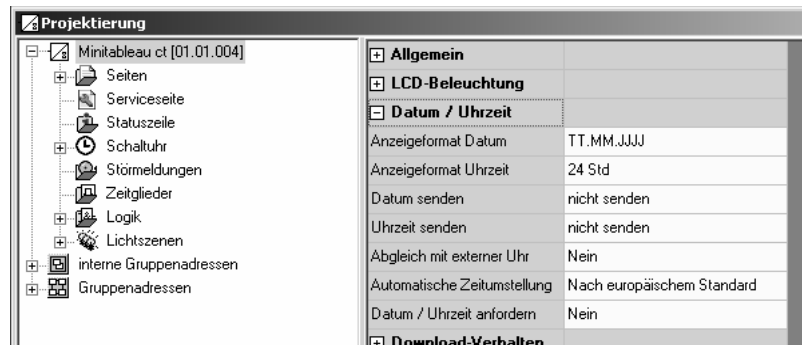 Projektierung
Minitableau ct [01.01.004]
Seiten
Serviceseite
Statuszeile
Schaltuhr
Störmeldungen
Zeitglieder
Logik
Lichtszenen
interne Gruppenadressen
Gruppenadressen
Allgemein
LCD-Beleuchtung
Datum / Uhrzeit
Anzeigeformat Datum TT.MM.JJJJ
Anzeigeformat Uhrzeit 24 Std
Datum senden nicht senden
Uhrzeit senden nicht senden
Abgleich mit externer Uhr Nein
Automatische Zeitumstellung Nach europäischem Standard
Datum / Uhrzeit anfordern Nein
Download-Verhalten